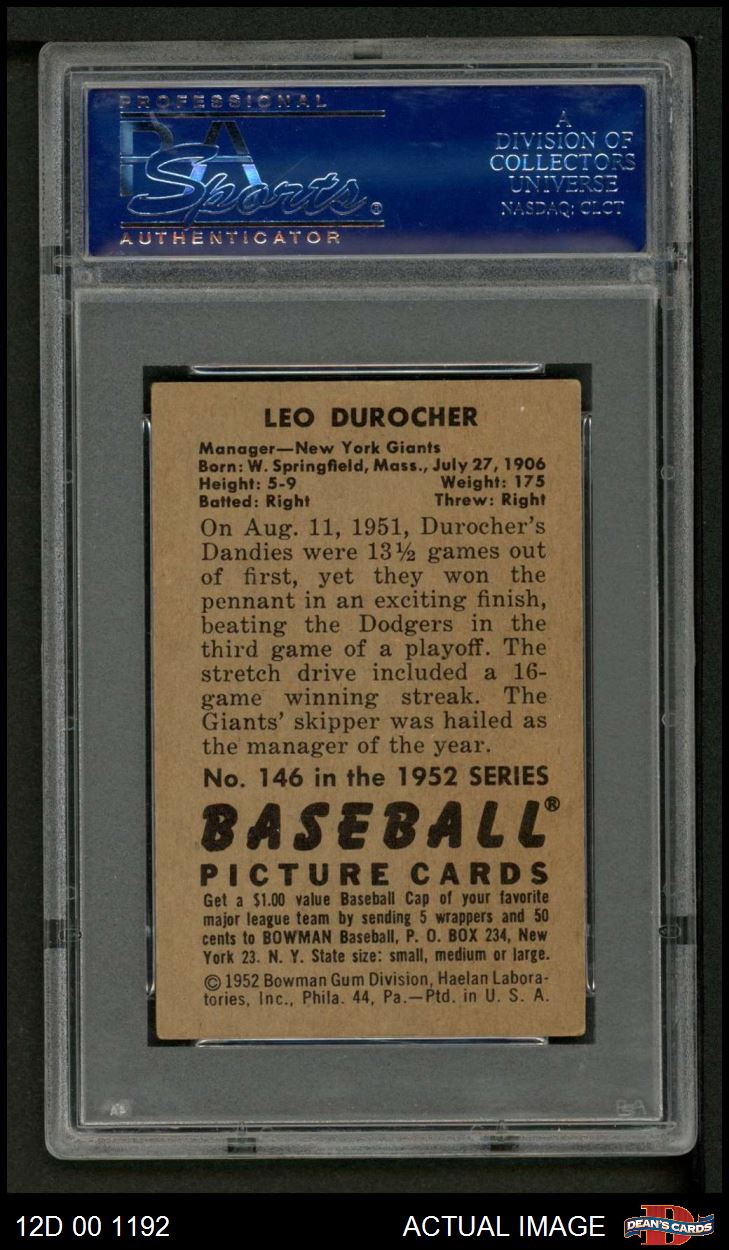 PROFESSIONAL
PSA
Sports®
AUTHENTICATOR
A
DIVISION OF
COLLECTORS
UNIVERSE
NASDAQ: CLCT
LEO DUROCHER
Manager—New York Giants
Born: W. Springfield, Mass., July 27, 1906
Height: 5-9 Weight: 175
Batted: Right Threw: Right
On Aug. 11, 1951, Durocher's
Dandies were 13½ games out
of first, yet they won the
pennant in an exciting finish,
beating the Dodgers in the
third game of a playoff. The
stretch drive included a 16-
game winning streak. The
Giants' skipper was hailed as
the manager of the year.
No. 146 in the 1952 SERIES
BASEBALL®
PICTURE CARDS
Get a $1.00 value Baseball Cap of your favorite
major league team by sending 5 wrappers and 50
cents to BOWMAN Baseball, P. O. BOX 234, New
York 23. N. Y. State size: small, medium or large.
© 1952 Bowman Gum Division, Haelan Labora-
tories, Inc., Phila. 44, Pa.—Ptd. in U. S. A.
PSA
12D 00 1192 ACTUAL IMAGE DEAN'S CARDS